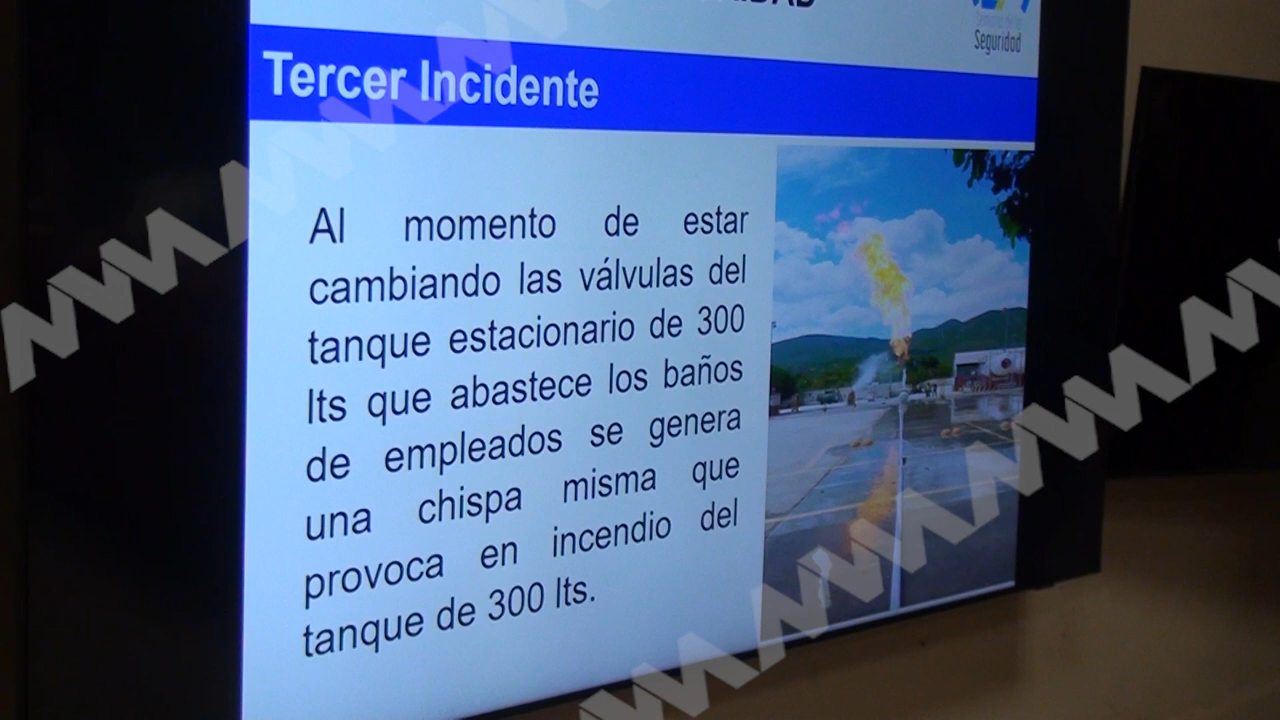 Seguridad
Tercer Incidente
Al momento de estar
cambiando las válvulas del
tanque estacionario de 300
lts que abastece los baños
de empleados se genera
una chispa misma que
provoca en incendio del
tanque de 300 lts.